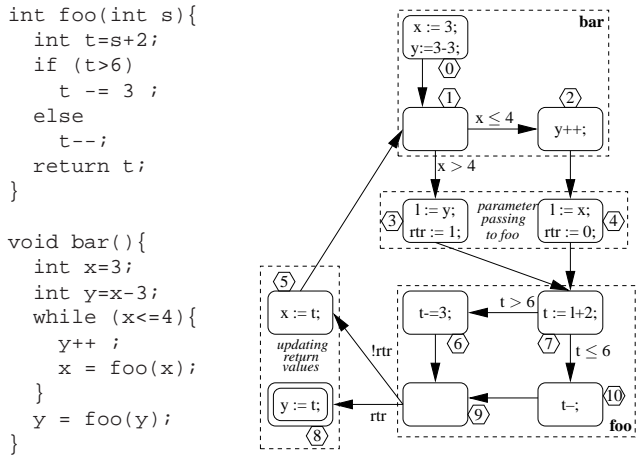 int foo(int s){
int t=s+2;
if (t>6)
t -= 3 ;
else
t--;
return t;
}
void bar(){
int x=3;
int y=x-3;
while (x<=4){
y++ ;
x = foo(x);
}
y = foo(y);
}
bar
x := 3;
y:=3-3;
0
1
2
x ≤ 4
y++;
x > 4
3
l := y;
rtr := 1;
parameter
passing
to foo
l := x;
rtr := 0;
4
5
x := t;
updating
return
values
!rtr
t-=3;
t > 6
t := l+2;
6
7
t ≤ 6
y := t;
rtr
8
9
t–;
10
foo